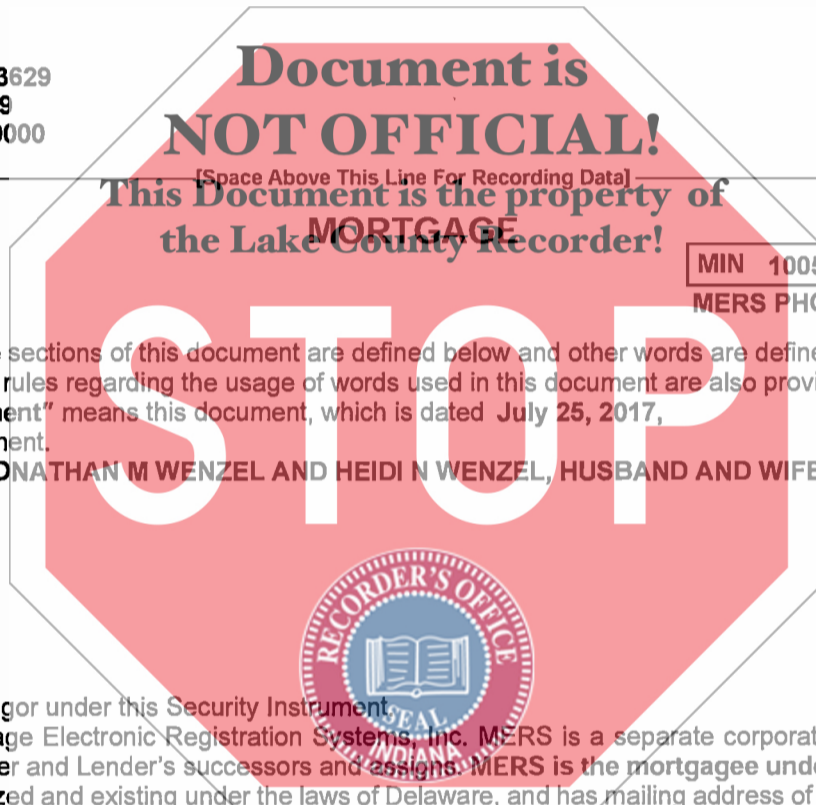 Document is
3629
9
NOT OFFICIAL!
0000
[Space Above This Line For Recording Data]
This Document is the property of
MORTGAGE
the Lake County Recorder!
MIN 1005
MERS PHO
STOP
sections of this document are defined below and other words are define
rules regarding the usage of words used in this document are also provi
ent” means this document, which is dated July 25, 2017,
ment.
ONATHAN M WENZEL AND HEIDI N WENZEL, HUSBAND AND WIFE
RECORDER'S OFFICE
SEAL
INDIANA
gor under this Security Instrument
age Electronic Registration Systems, Inc. MERS is a separate corporat
er and Lender's successors and assigns. MERS is the mortgagee unde
zed and existing under the laws of Delaware, and has mailing address of